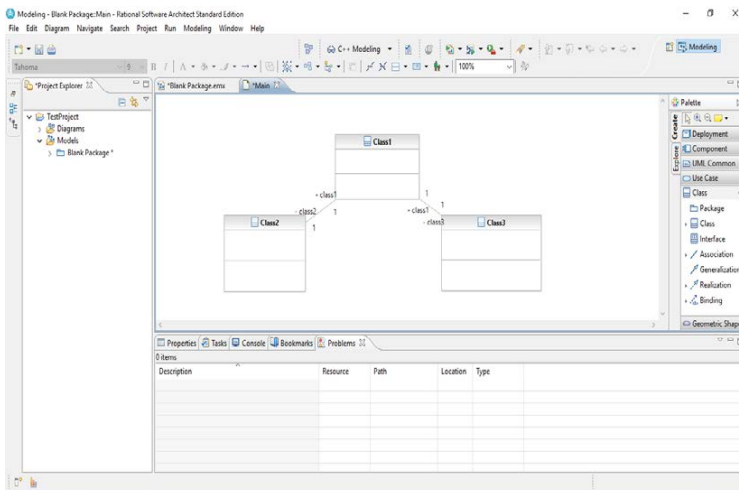 Modeling - Blank Package::Main - Rational Software Architect Standard Edition
File Edit Diagram Navigate Search Project Run Modeling Window Help
C++ Modeling
Modeling
Tahoma 9 B I A 100%
*Project Explorer
*Blank Package.emx *Main
Palette
TestProject
Diagrams
Models
Blank Package *
Create
Explore
Deployment
Component
UML Common
Use Case
Class
Package
Class
Interface
Association
Generalization
Realization
Binding
Geometric Shap
Class1
- class1 1
- class2 1 - class1 1
1 - class3
Class2 Class3
Properties Tasks Console Bookmarks Problems
0 items
Description Resource Path Location Type